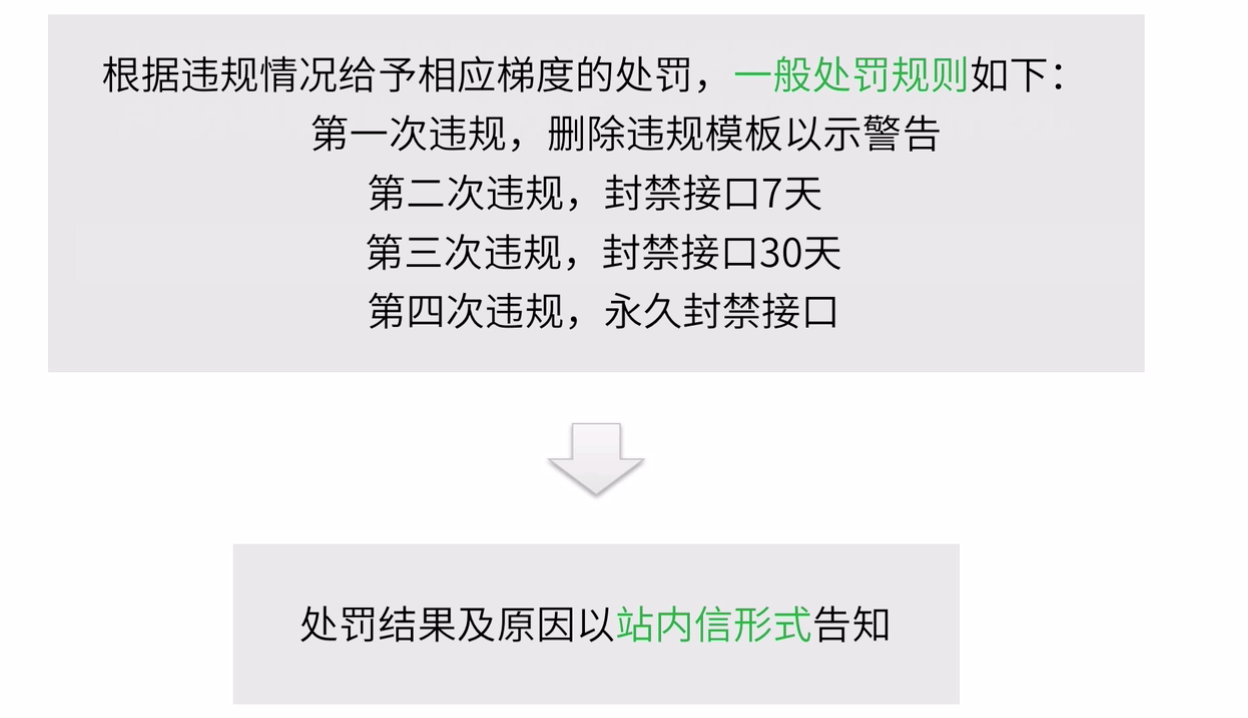 根据违规情况给予相应梯度的处罚，一般处罚规则如下：
第一次违规，删除违规模板以示警告
第二次违规，封禁接口7天
第三次违规，封禁接口30天
第四次违规，永久封禁接口
处罚结果及原因以站内信形式告知